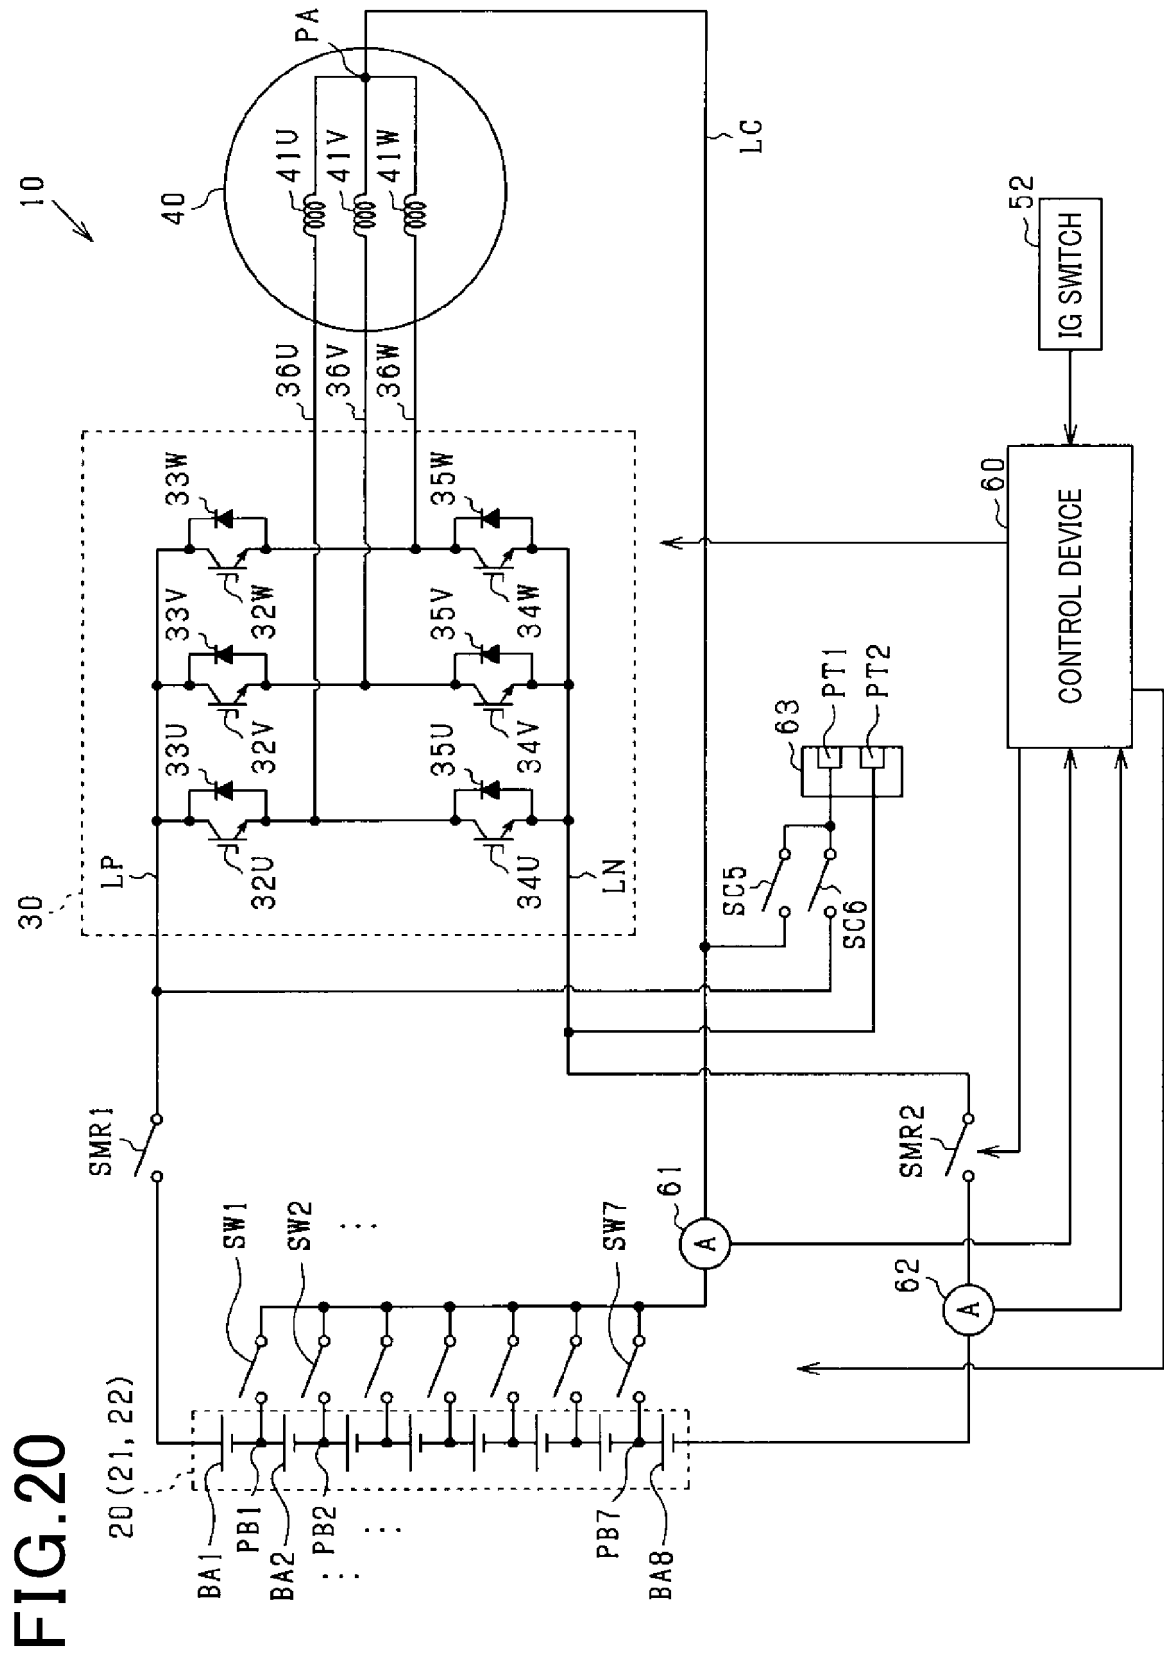 FIG.20
10
40
PA
41U
41V
41W
36U
36V
36W
LC
30
LP
LN
33U
33V
33W
32U
32V
32W
35U
35V
35W
34U
34V
34W
SMR1
SMR2
SC5
SC6
63
PT1
PT2
60
CONTROL DEVICE
52
IG SWITCH
61
A
62
A
SW1
SW2
...
SW7
20(21, 22)
BA1
PB1
BA2
PB2
...
...
PB7
BA8